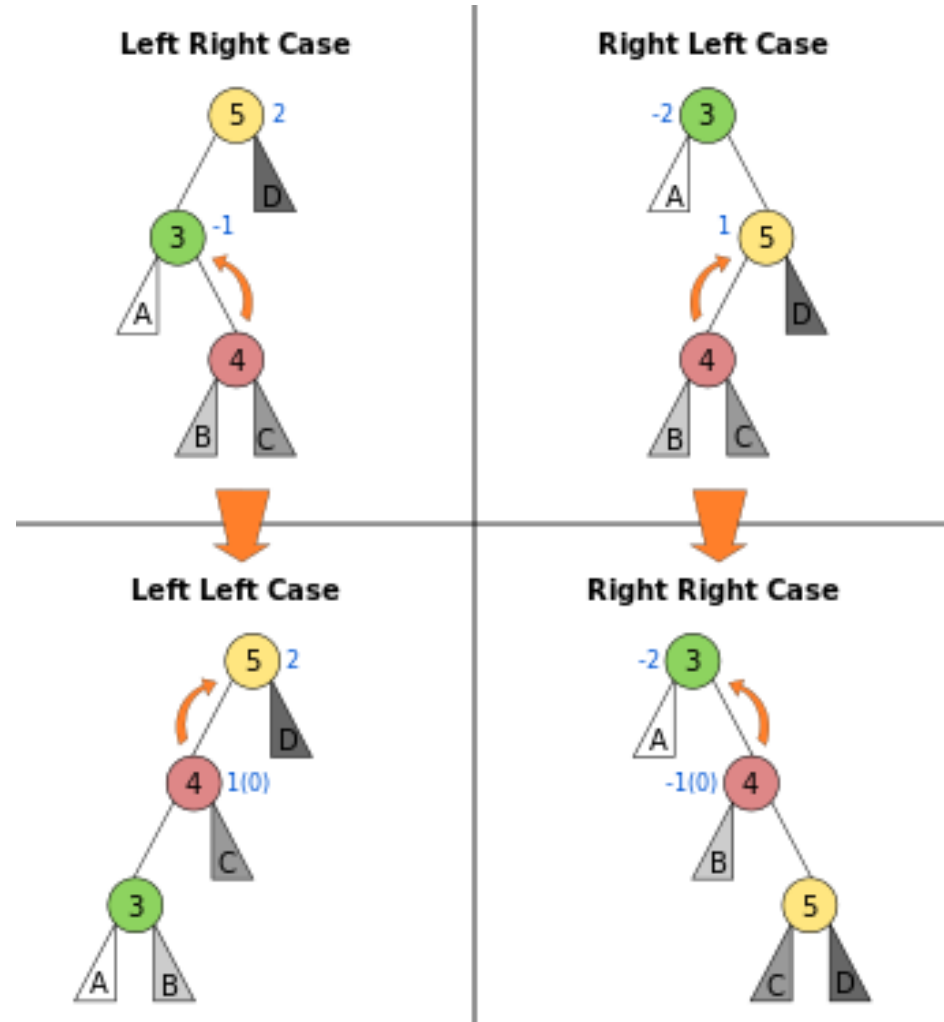 Left Right Case
5 2
D
3 -1
A
4
B C
Right Left Case
-2 3
A
1 5
D
4
B C
Left Left Case
5 2
D
4 1(0)
C
3
A B
Right Right Case
-2 3
A
-1(0) 4
B
5
C D